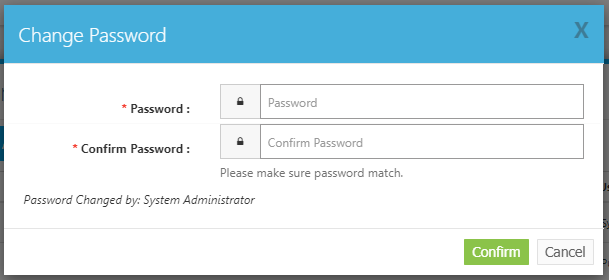 Change Password
X
* Password :
Password
* Confirm Password :
Confirm Password
Please make sure password match.
Password Changed by: System Administrator
Confirm
Cancel